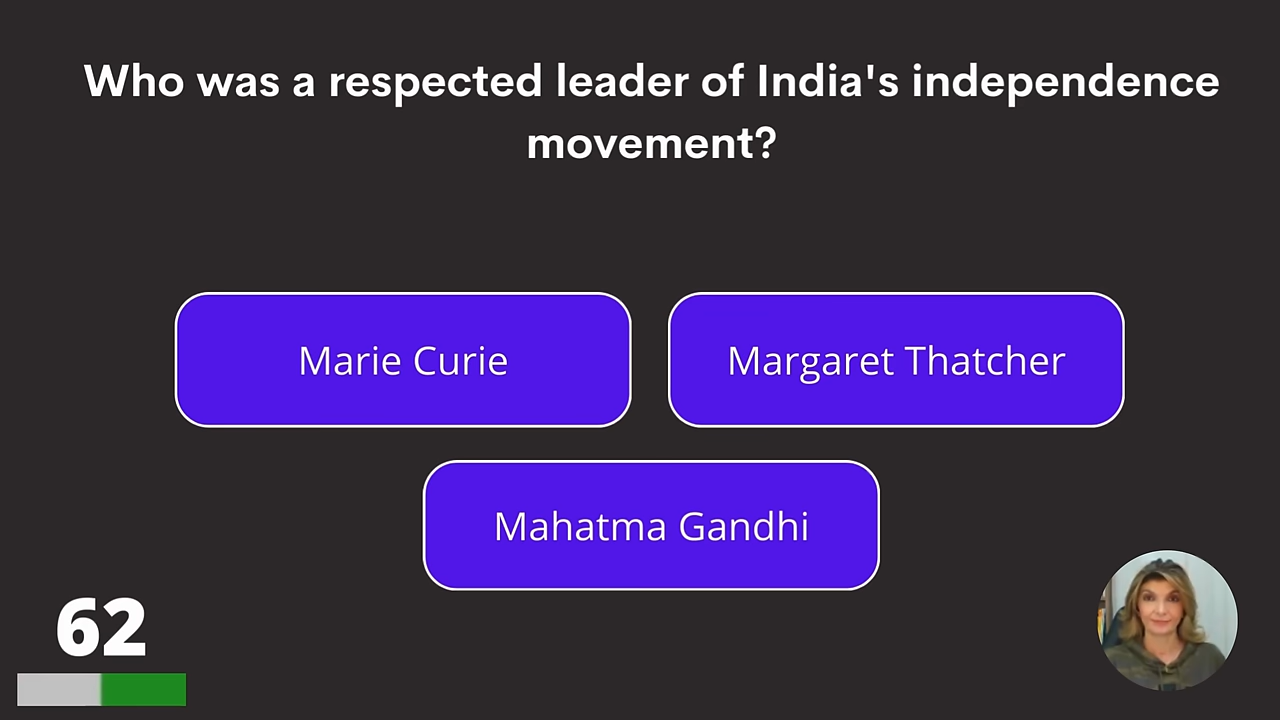 Who was a respected leader of India's independence
movement?
Marie Curie
Margaret Thatcher
Mahatma Gandhi
62